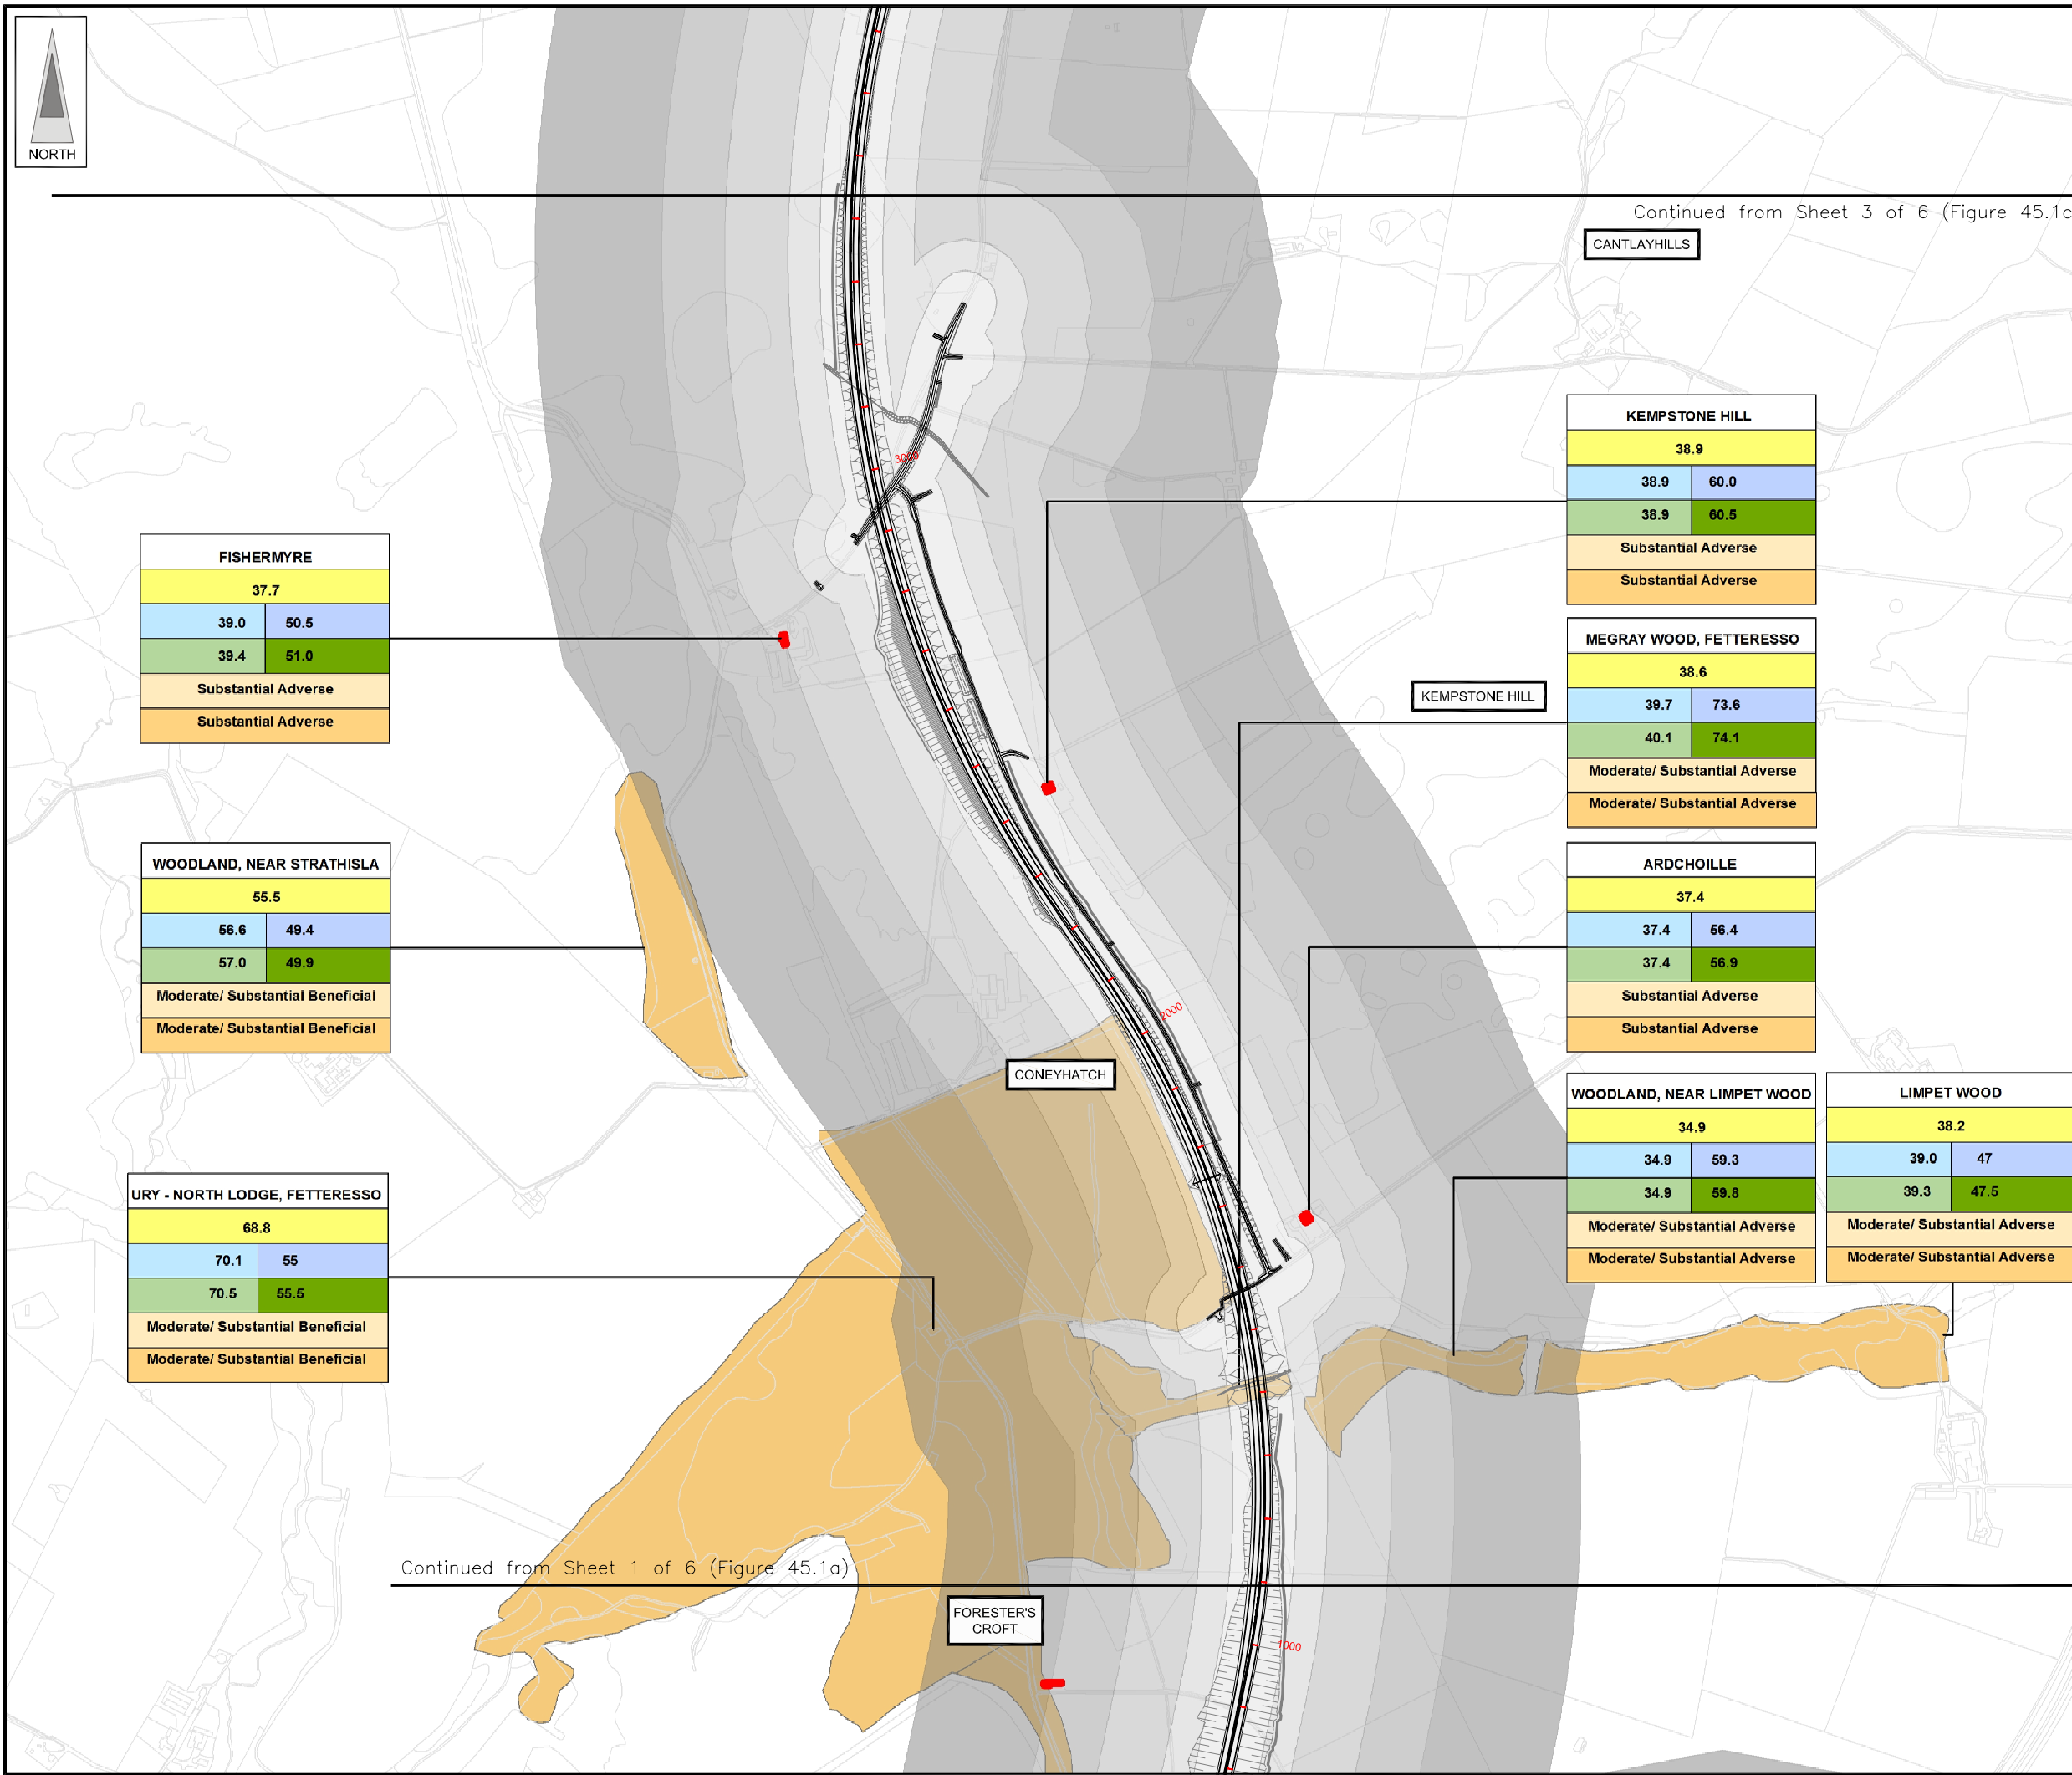 NORTH
Continued from Sheet 3 of 6 (Figure 45.1c
CANTLAYHILLS
KEMPSTONE HILL
38.9
38.9 60.0
38.9 60.5
Substantial Adverse
Substantial Adverse
3000
FISHERMYRE
37.7
39.0 50.5
39.4 51.0
Substantial Adverse
Substantial Adverse
MEGRAY WOOD, FETTERESSO
38.6
39.7 73.6
40.1 74.1
Moderate/ Substantial Adverse
Moderate/ Substantial Adverse
KEMPSTONE HILL
WOODLAND, NEAR STRATHISLA
55.5
56.6 49.4
57.0 49.9
Moderate/ Substantial Beneficial
Moderate/ Substantial Beneficial
ARDCHOILLE
37.4
37.4 56.4
37.4 56.9
Substantial Adverse
Substantial Adverse
2000
CONEYHATCH
WOODLAND, NEAR LIMPET WOOD
34.9
34.9 59.3
34.9 59.8
Moderate/ Substantial Adverse
Moderate/ Substantial Adverse
LIMPET WOOD
38.2
39.0 47
39.3 47.5
Moderate/ Substantial Adverse
Moderate/ Substantial Adverse
URY - NORTH LODGE, FETTERESSO
68.8
70.1 55
70.5 55.5
Moderate/ Substantial Beneficial
Moderate/ Substantial Beneficial
Continued from Sheet 1 of 6 (Figure 45.1a)
FORESTER'S
CROFT
1000